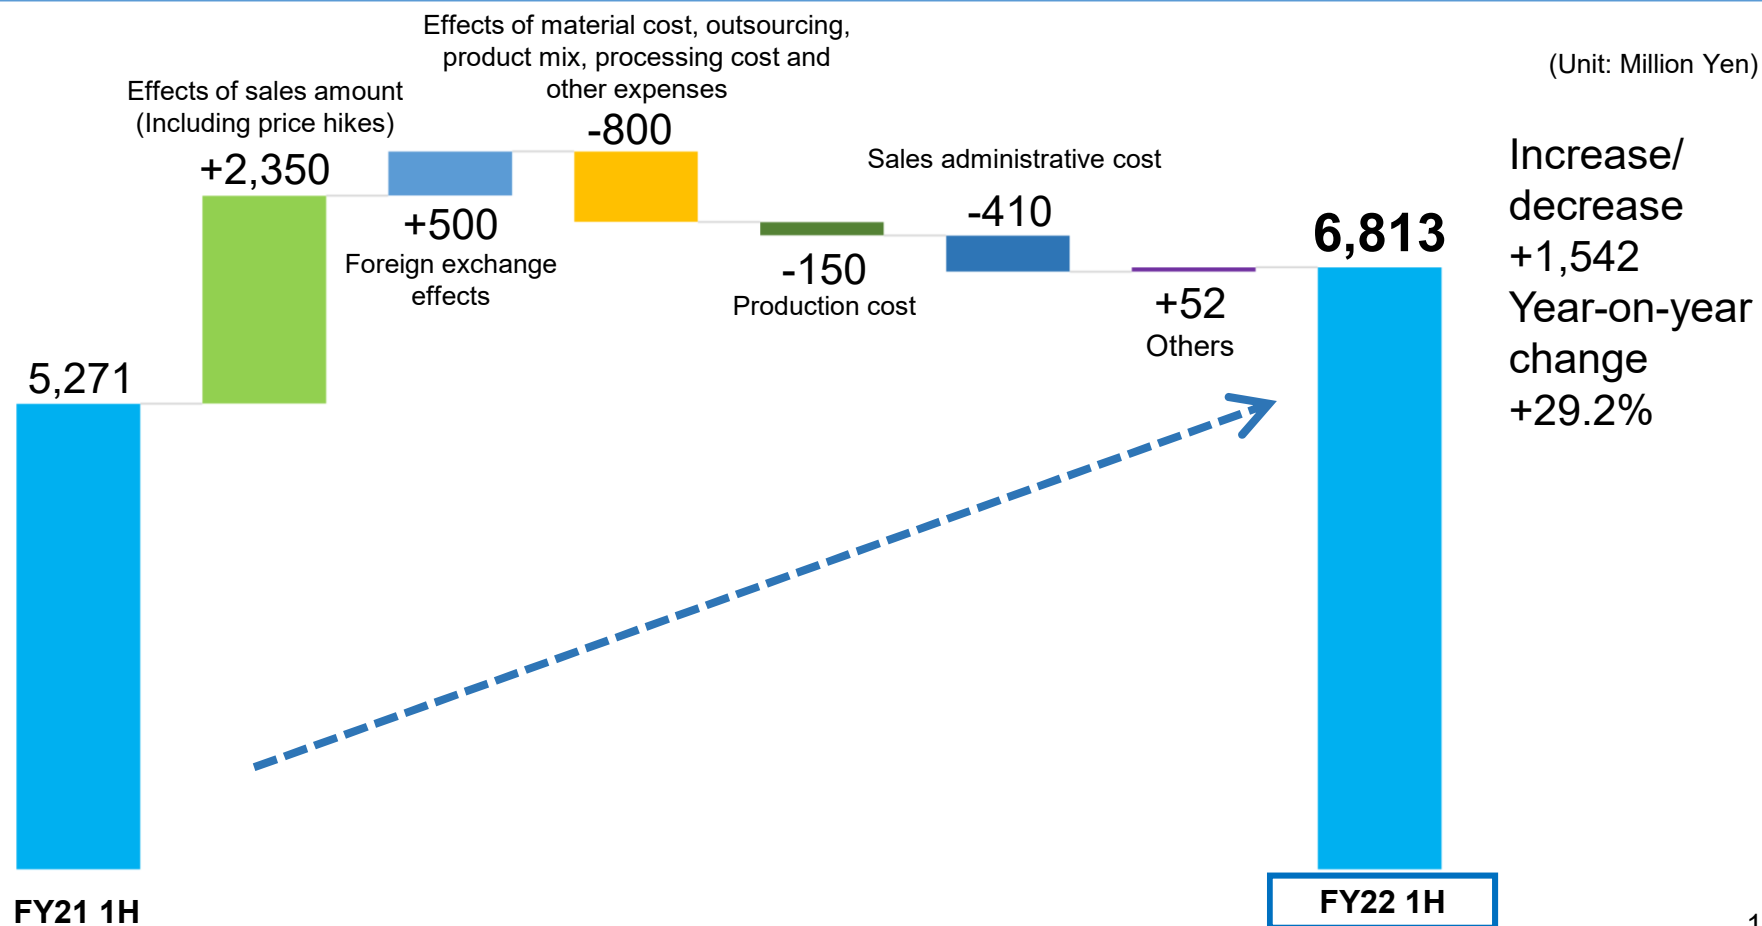 Effects of material cost, outsourcing,
product mix, processing cost and
other expenses
-800
(Unit: Million Yen)
Effects of sales amount
(Including price hikes)
+2,350
+500
Foreign exchange
effects
-150
Production cost
Sales administrative cost
-410
+52
Others
5,271
6,813
Increase/
decrease
+1,542
Year-on-year
change
+29.2%
FY21 1H
FY22 1H
1